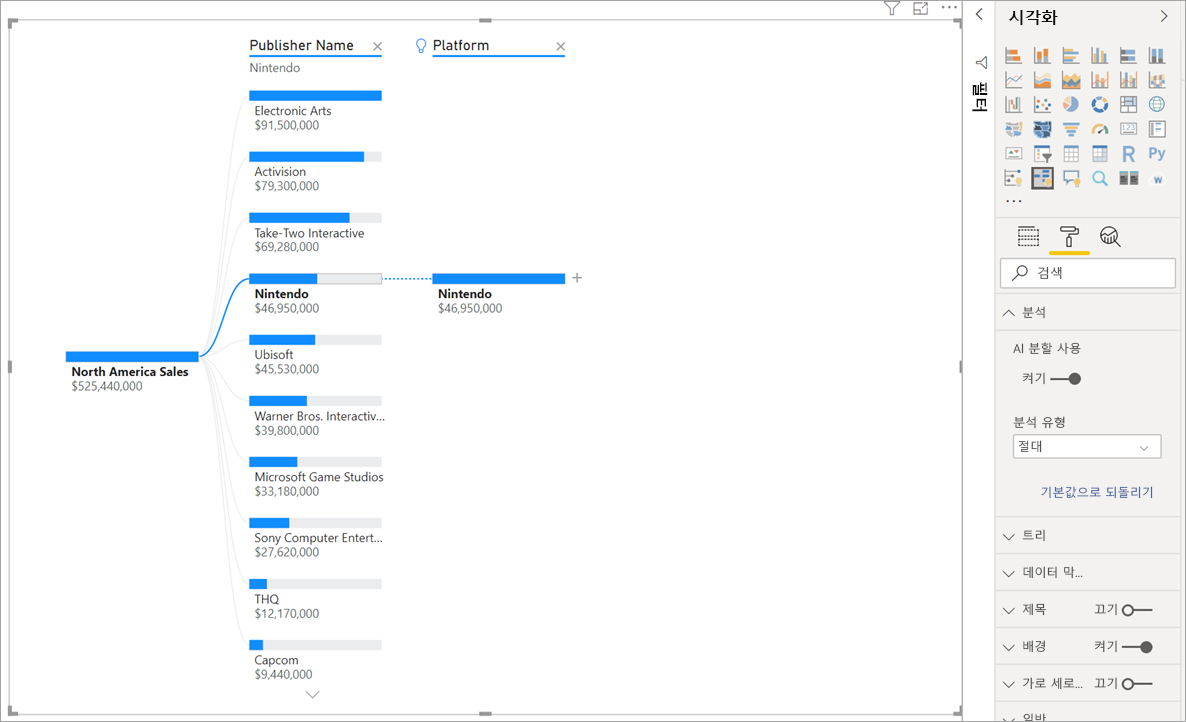 Publisher Name
Nintendo
Platform
Electronic Arts
$91,500,000
Activision
$79,300,000
Take-Two Interactive
$69,280,000
Nintendo
$46,950,000
Nintendo
$46,950,000
Ubisoft
$45,530,000
North America Sales
$525,440,000
Warner Bros. Interactiv...
$39,800,000
Microsoft Game Studios
$33,180,000
Sony Computer Entert...
$27,620,000
THQ
$12,170,000
Capcom
$9,440,000
필터
시각화
123
R
Py
W
...
검색
분석
AI 분할 사용
켜기
분석 유형
절대
기본값으로 되돌리기
트리
데이터 막...
제목 끄기
배경 켜기
가로 세로... 끄기
일반